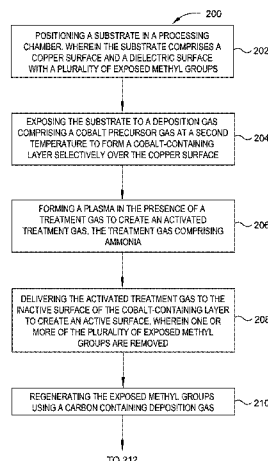 200
POSITIONING A SUBSTRATE IN A PROCESSING
CHAMBER, WHEREIN THE SUBSTRATE COMPRISES
A COPPER SURFACE AND A DIELECTRIC SURFACE
WITH A PLURALITY OF EXPOSED METHYL GROUPS
202
EXPOSING THE SUBSTRATE TO A DEPOSITION GAS
COMPRISING A COBALT PRECURSOR GAS AT A SECOND
TEMPERATURE TO FORM A COBALT-CONTAINING
LAYER SELECTIVELY OVER THE COPPER SURFACE
204
FORMING A PLASMA IN THE PRESENCE OF A
TREATMENT GAS TO CREATE AN ACTIVATED
TREATMENT GAS, THE TREATMENT GAS COMPRISING
AMMONIA
206
DELIVERING THE ACTIVATED TREATMENT GAS TO THE
INACTIVE SURFACE OF THE COBALT-CONTAINING LAYER
TO CREATE AN ACTIVE SURFACE, WHEREIN ONE OR
MORE OF THE PLURALITY OF EXPOSED METHYL
GROUPS ARE REMOVED
208
REGENERATING THE EXPOSED METHYL GROUPS
USING A CARBON CONTAINING DEPOSITION GAS
210
TO 212